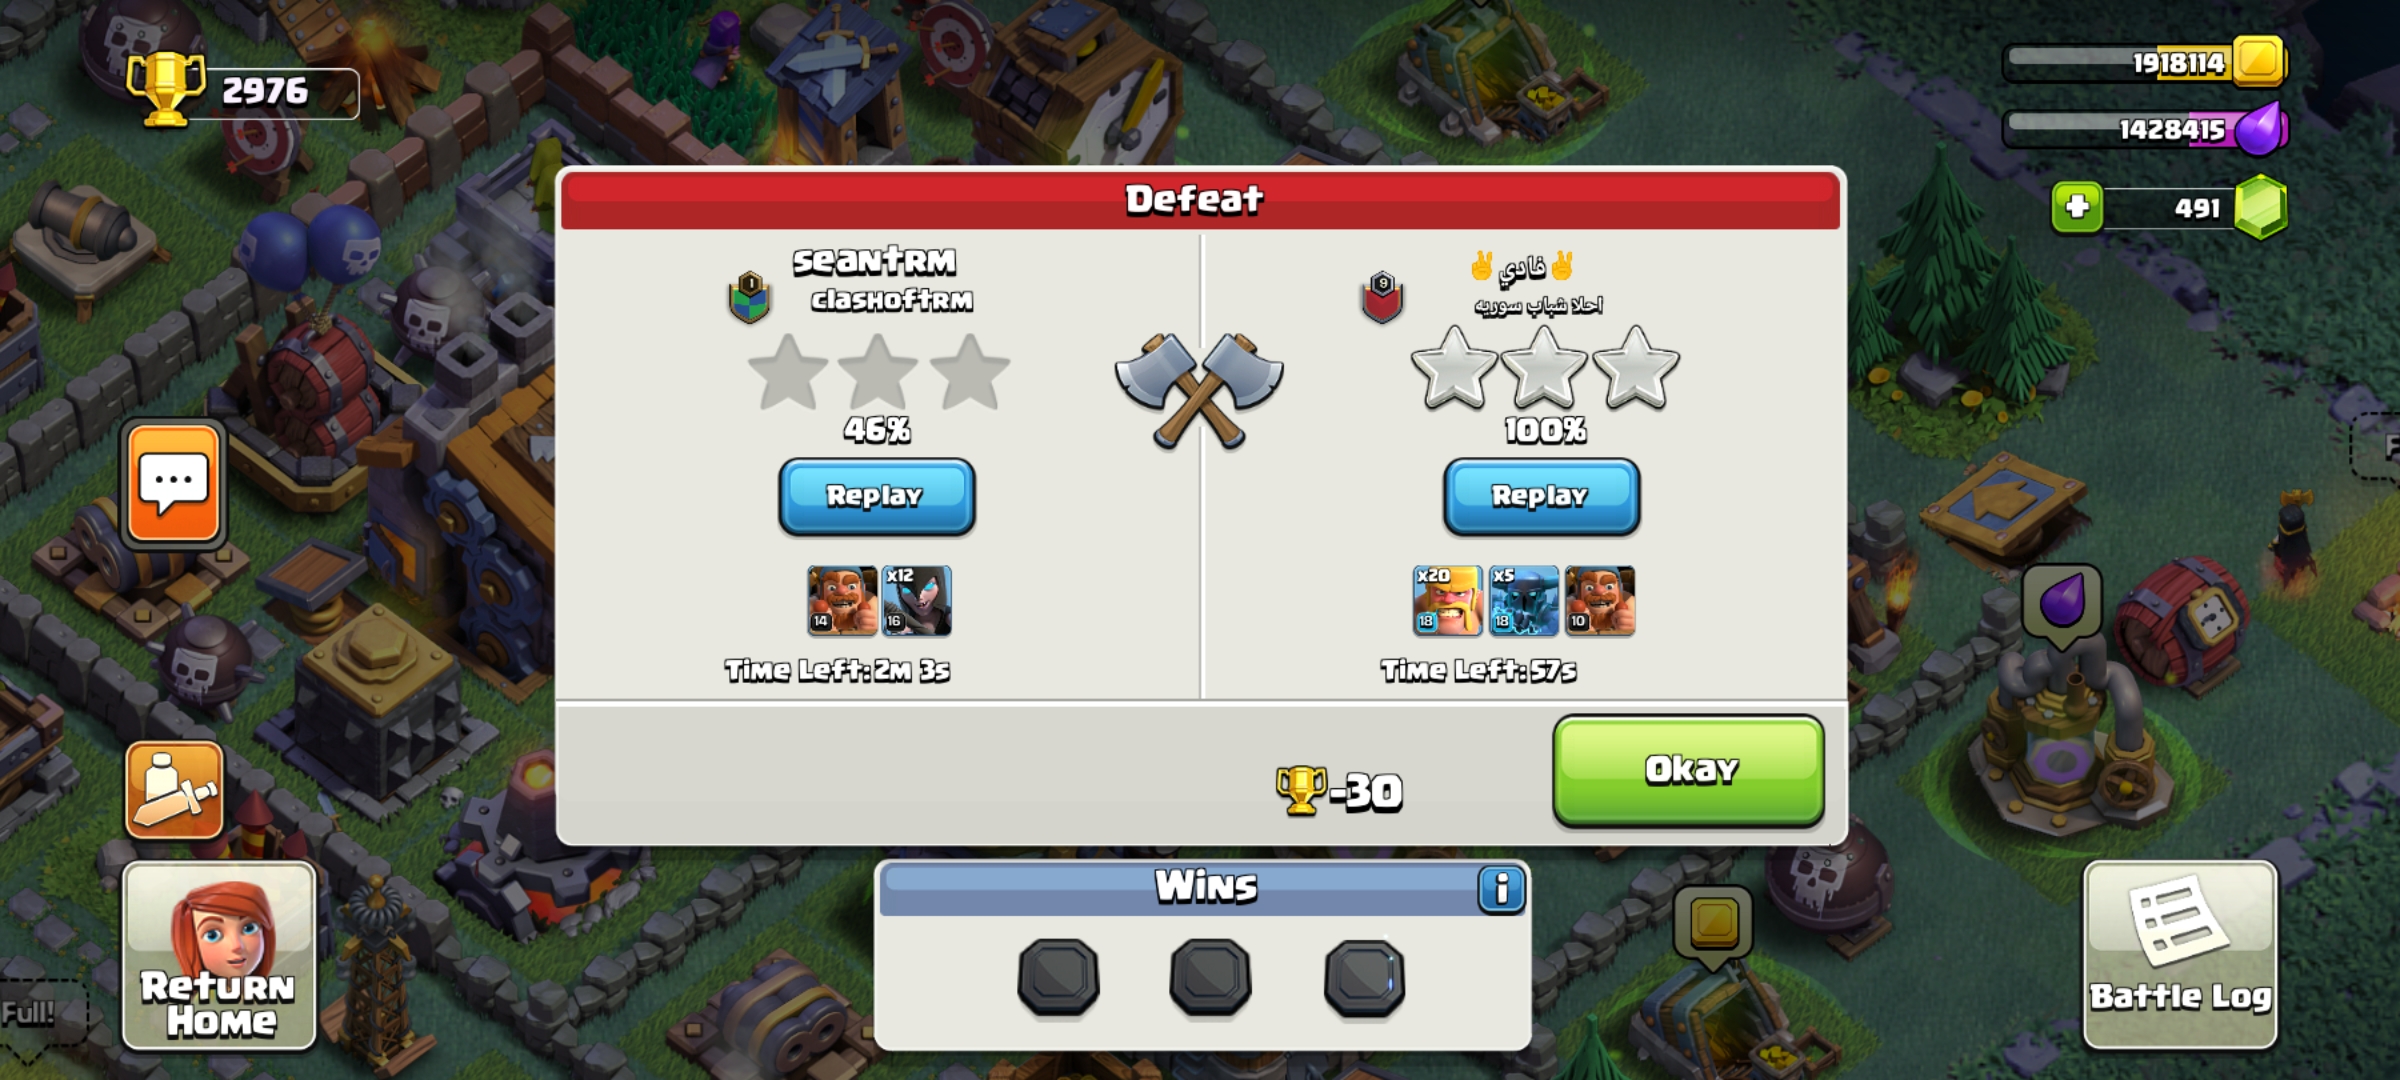 2976
1918114
1428415
491
Defeat
seantrm
clashoftrm
1
46%
Replay
14
x12
16
Time Left: 2m 3s
✌️فادي✌️
احلا شباب سوريه
9
100%
Replay
x20
18
x5
18
10
Time Left: 57s
-30
Okay
Wins
i
Return
Home
Battle Log
Full!